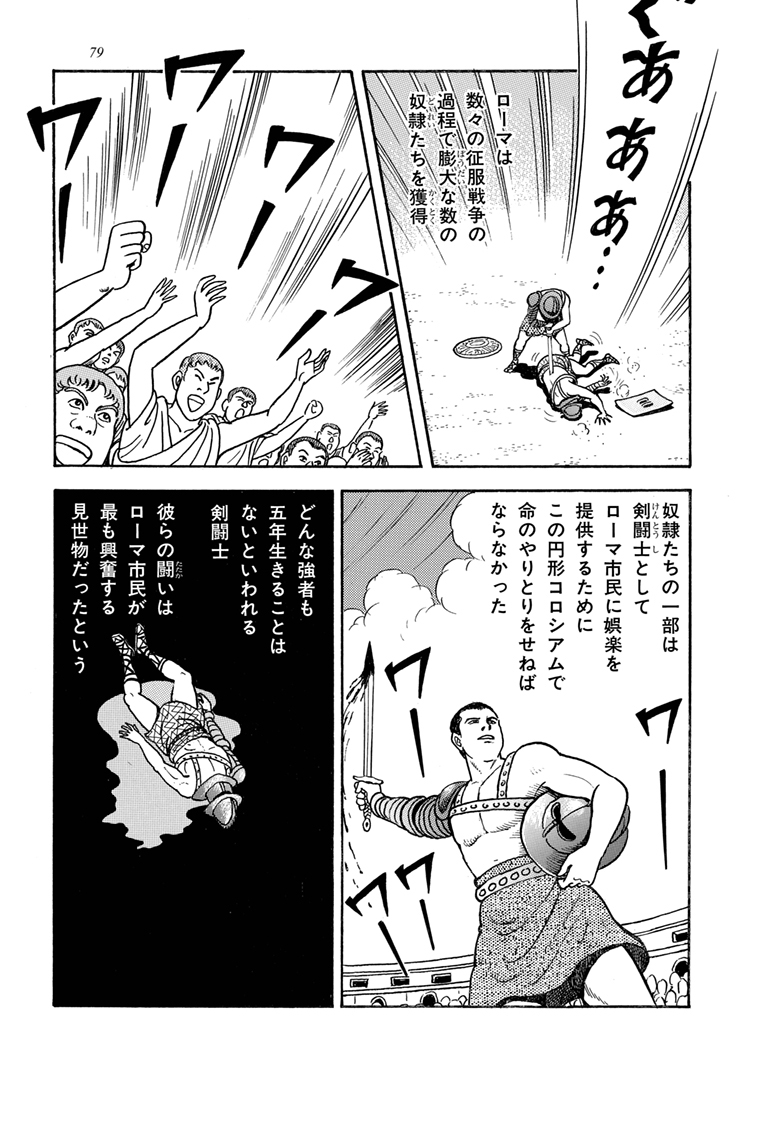 79
ぐあああ…
ローマは
数々の征服戦争の
過程で膨大な数の
奴隷たちを獲得
ワーワーワー
奴隷たちの一部は
剣闘士として
ローマ市民に娯楽を
提供するために
この円形コロシアムで
命のやりとりをせねば
ならなかった
ワー
ワー
ワー
ワー
どんな強者も
五年生きることは
ないといわれる
剣闘士
彼らの闘いは
ローマ市民が
最も興奮する
見世物だったという